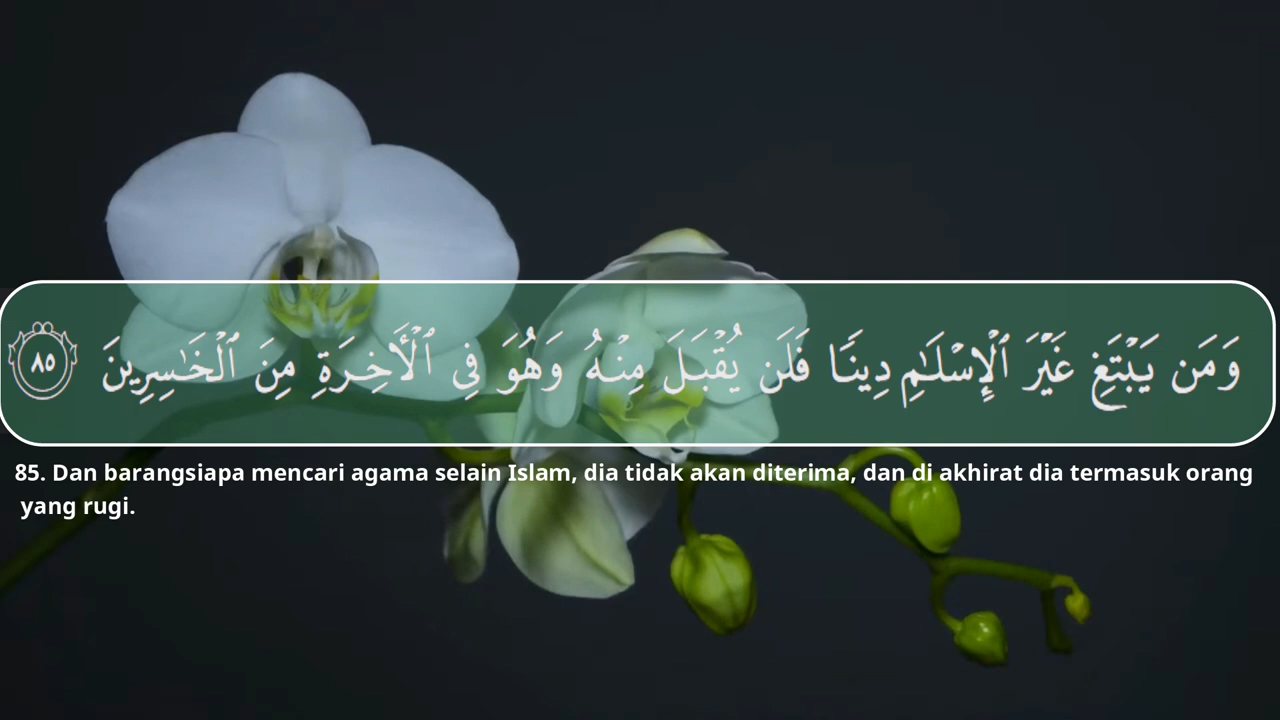 وَمَن يَبْتَغِ غَيْرَ ٱلْإِسْلَٰمِ دِينًا فَلَن يُقْبَلَ مِنْهُ وَهُوَ فِى ٱلْأَخِرَةِ مِنَ ٱلْخَٰسِرِينَ ٨٥
85. Dan barangsiapa mencari agama selain Islam, dia tidak akan diterima, dan di akhirat dia termasuk orang
yang rugi.